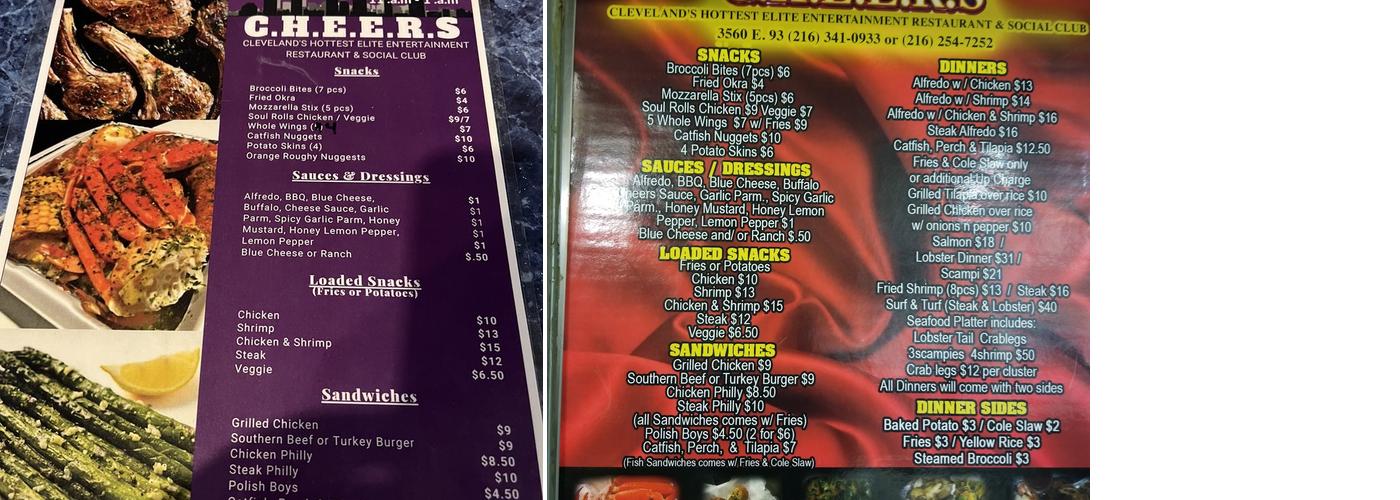 11 a.m - 1 a.m
C.H.E.E.R.S
CLEVELAND'S HOTTEST ELITE ENTERTAINMENT
RESTAURANT & SOCIAL CLUB
Snacks
Broccoli Bites (7 pcs) $6
Fried Okra $4
Mozzarella Stix (5 pcs) $6
Soul Rolls Chicken / Veggie $9/7
Whole Wings $7
Catfish Nuggets $10
Potato Skins (4) $6
Orange Roughy Nuggests $10
Sauces & Dressings
Alfredo, BBQ, Blue Cheese, $1
Buffalo, Cheese Sauce, Garlic $1
Parm, Spicy Garlic Parm, Honey $1
Mustard, Honey Lemon Pepper, $1
Lemon Pepper $1
Blue Cheese or Ranch $.50
Loaded Snacks
(Fries or Potatoes)
Chicken $10
Shrimp $13
Chicken & Shrimp $15
Steak $12
Veggie $6.50
Sandwiches
Grilled Chicken $9
Southern Beef or Turkey Burger $9
Chicken Philly $8.50
Steak Philly $10
Polish Boys $4.50
C.H.E.E.R.S
CLEVELAND'S HOTTEST ELITE ENTERTAINMENT RESTAURANT & SOCIAL CLUB
3560 E. 93 (216) 341-0933 or (216) 254-7252
SNACKS
Broccoli Bites (7pcs) $6
Fried Okra $4
Mozzarella Stix (5pcs) $6
Soul Rolls Chicken $9 Veggie $7
5 Whole Wings $7 w/ Fries $9
Catfish Nuggets $10
4 Potato Skins $6
SAUCES / DRESSINGS
Alfredo, BBQ, Blue Cheese, Buffalo
Cheers Sauce, Garlic Parm., Spicy Garlic
Parm., Honey Mustard, Honey Lemon
Pepper, Lemon Pepper $1
Blue Cheese and/ or Ranch $.50
LOADED SNACKS
Fries or Potatoes
Chicken $10
Shrimp $13
Chicken & Shrimp $15
Steak $12
Veggie $6.50
SANDWICHES
Grilled Chicken $9
Southern Beef or Turkey Burger $9
Chicken Philly $8.50
Steak Philly $10
(all Sandwiches comes w/ Fries)
Polish Boys $4.50 (2 for $6)
Catfish, Perch, & Tilapia $7
(Fish Sandwiches comes w/ Fries & Cole Slaw)
DINNERS
Alfredo w / Chicken $13
Alfredo w / Shrimp $14
Alfredo w / Chicken & Shrimp $16
Steak Alfredo $16
Catfish, Perch & Tilapia $12.50
Fries & Cole Slaw only
or additional Up Charge
Grilled Tilapia over rice $10
Grilled Chicken over rice
w/ onions n pepper $10
Salmon $18 /
Lobster Dinner $31 /
Scampi $21
Fried Shrimp (8pcs) $13 / Steak $16
Surf & Turf (Steak & Lobster) $40
Seafood Platter includes:
Lobster Tail Crablegs
3scampies 4shrimp $50
Crab legs $12 per cluster
All Dinners will come with two sides
DINNER SIDES
Baked Potato $3 / Cole Slaw $2
Fries $3 / Yellow Rice $3
Steamed Broccoli $3